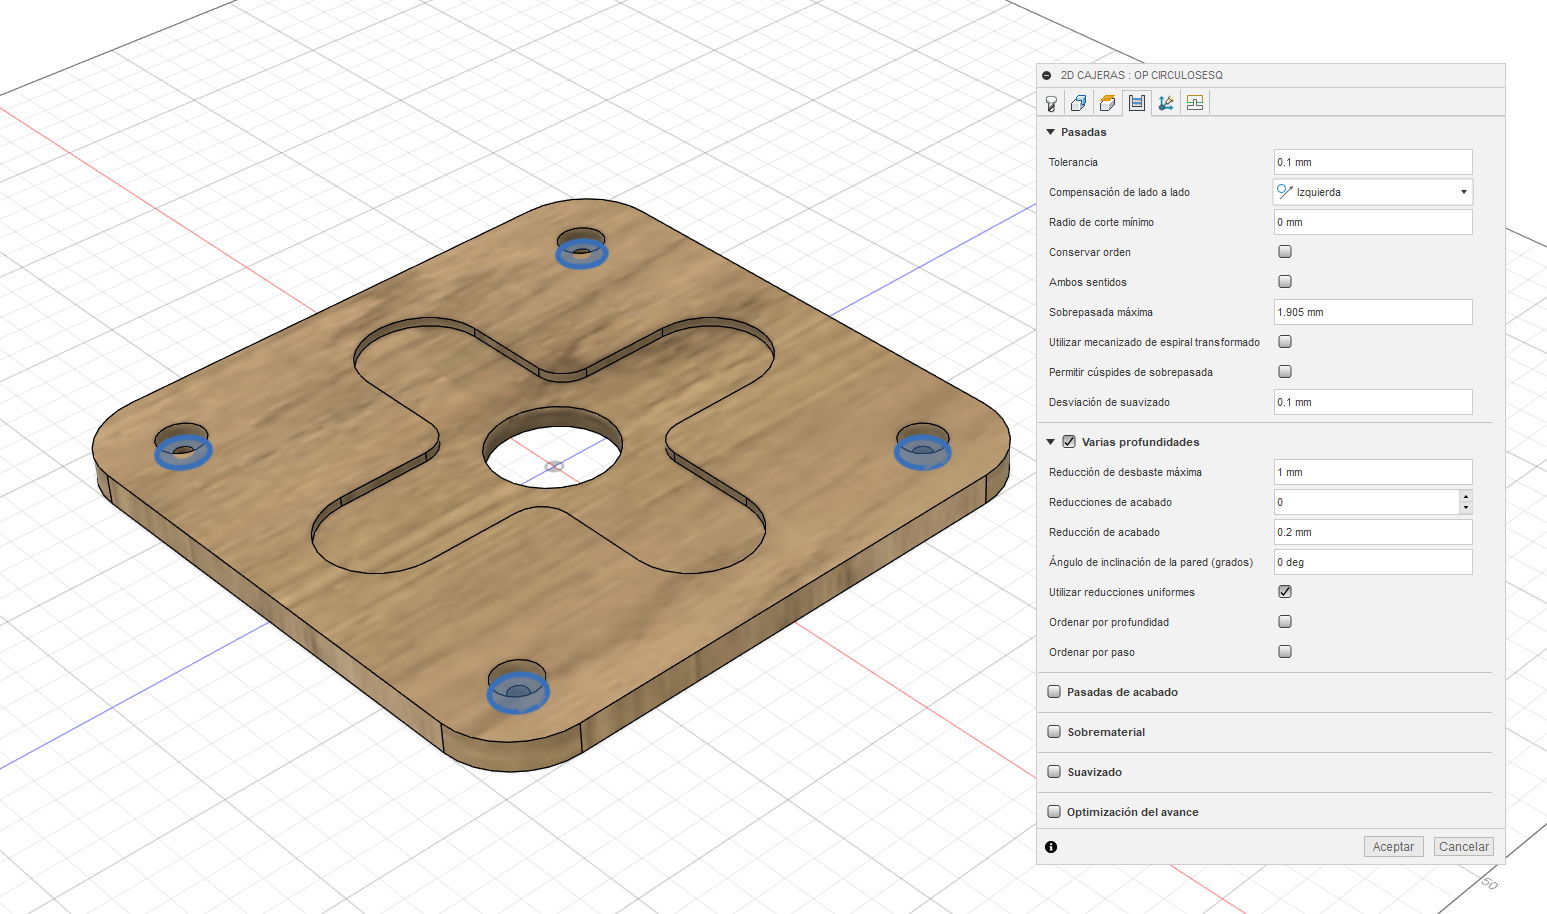 2D CAJERAS : OP CIRCULOSESQ
Pasadas
Tolerancia 0.1 mm
Compensación de lado a lado Izquierda
Radio de corte mínimo 0 mm
Conservar orden
Ambos sentidos
Sobrepasada máxima 1.905 mm
Utilizar mecanizado de espiral transformado
Permitir cúspides de sobrepasada
Desviación de suavizado 0.1 mm
Varias profundidades
Reducción de desbaste máxima 1 mm
Reducciones de acabado 0
Reducción de acabado 0.2 mm
Ángulo de inclinación de la pared (grados) 0 deg
Utilizar reducciones uniformes
Ordenar por profundidad
Ordenar por paso
Pasadas de acabado
Sobrematerial
Suavizado
Optimización del avance
Aceptar Cancelar
50